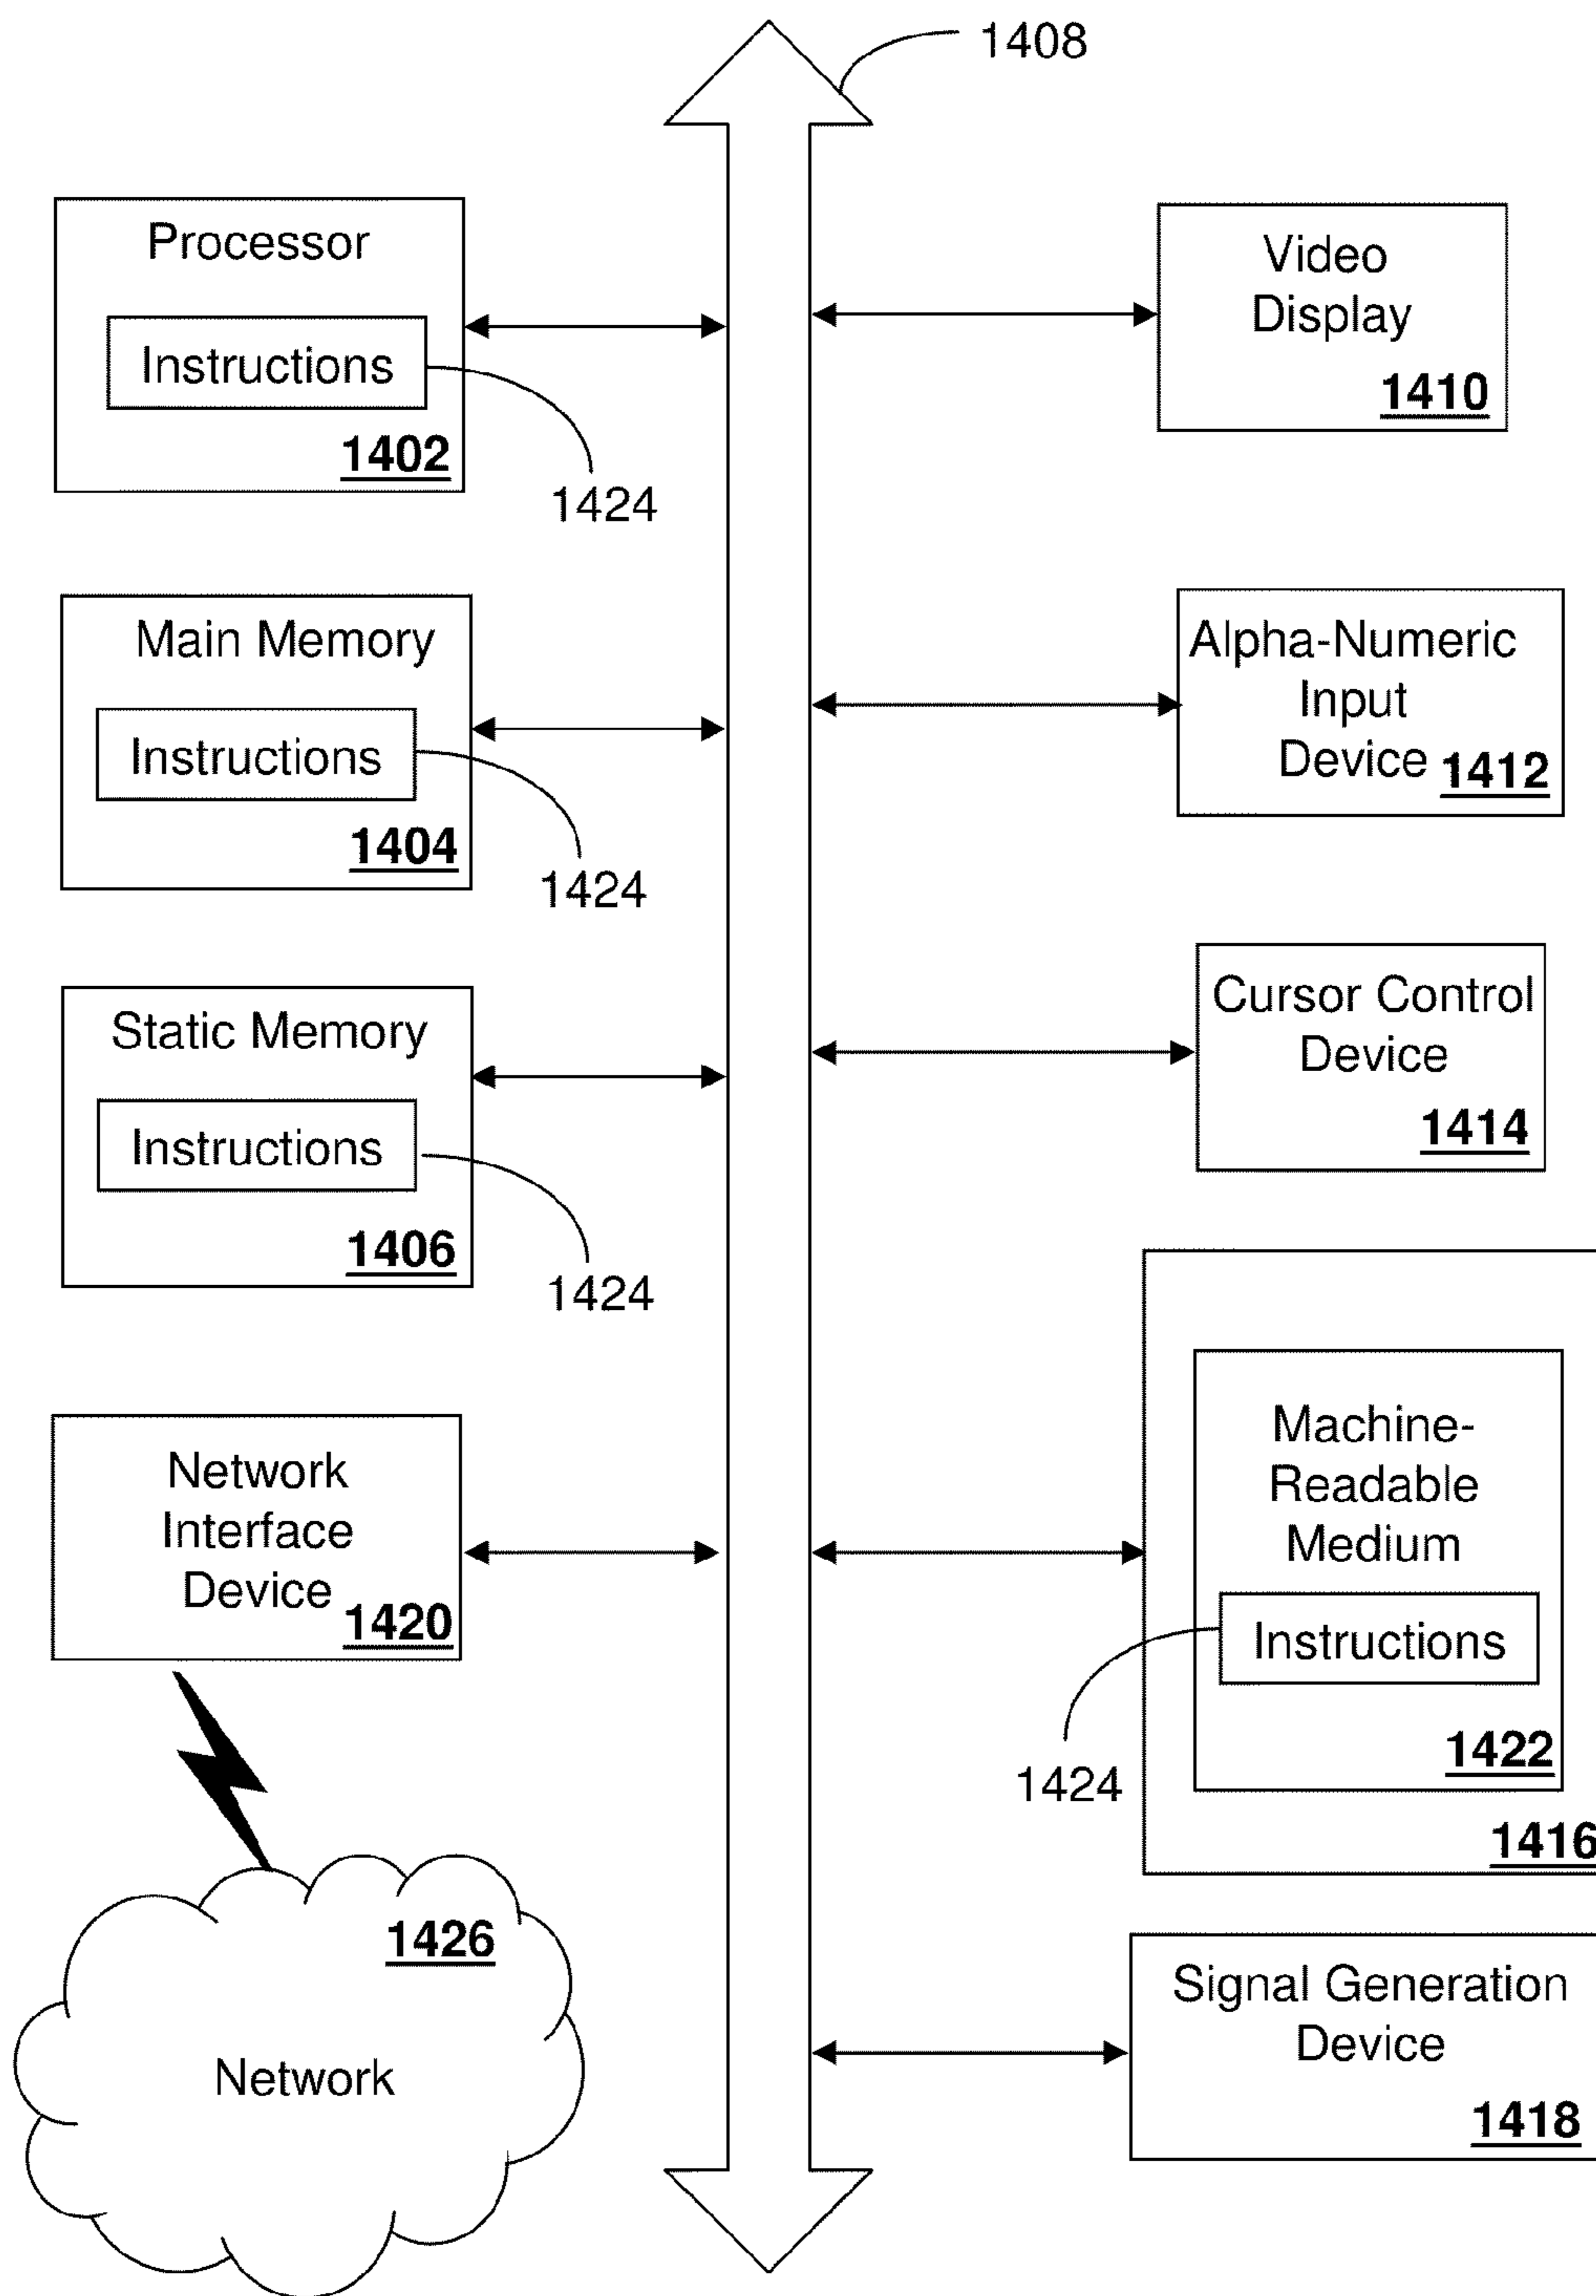 1408
Processor
Instructions
1402
1424
Main Memory
Instructions
1404
1424
Static Memory
Instructions
1406
1424
Network
Interface
Device
1420
1426
Network
Video
Display
1410
Alpha-Numeric
Input
Device 1412
Cursor Control
Device
1414
Machine-
Readable
Medium
Instructions
1422
1424
1416
Signal Generation
Device
1418